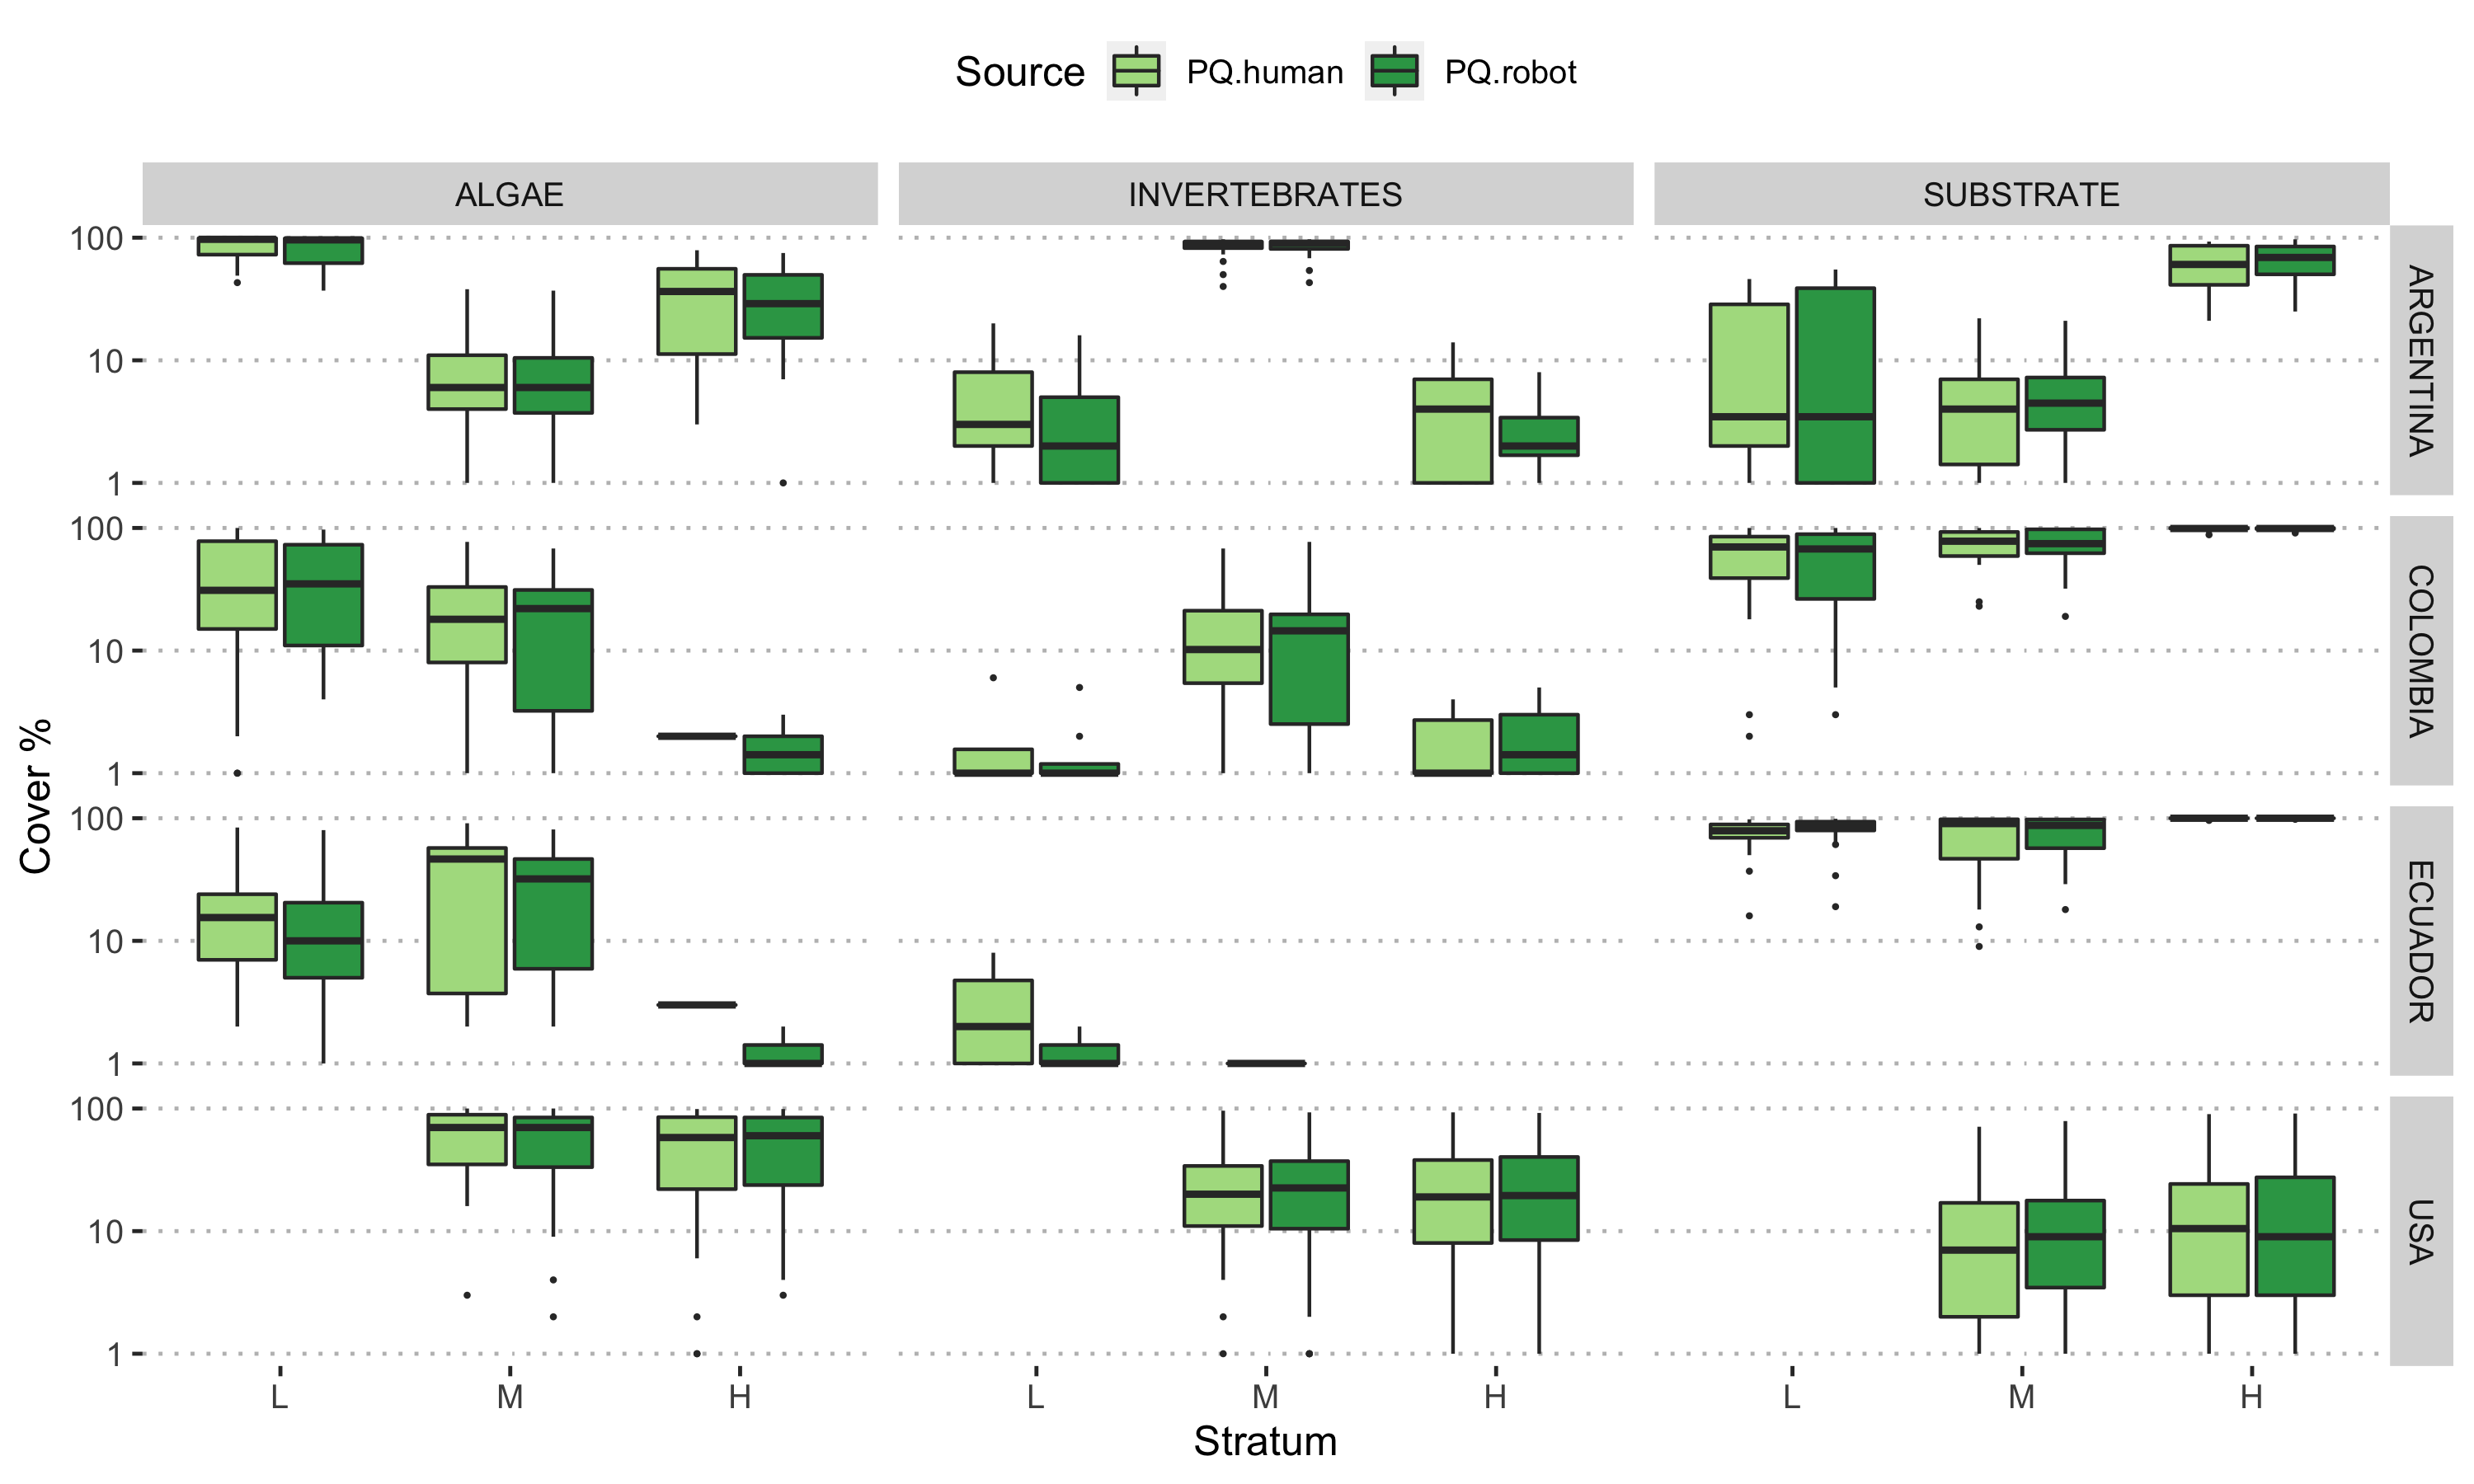 Source PQ.human PQ.robot
ALGAE INVERTEBRATES SUBSTRATE
100
10
1
ARGENTINA
100
10
1
COLOMBIA
100
10
1
ECUADOR
100
10
1
USA
Cover %
L M H L M H L M H
Stratum